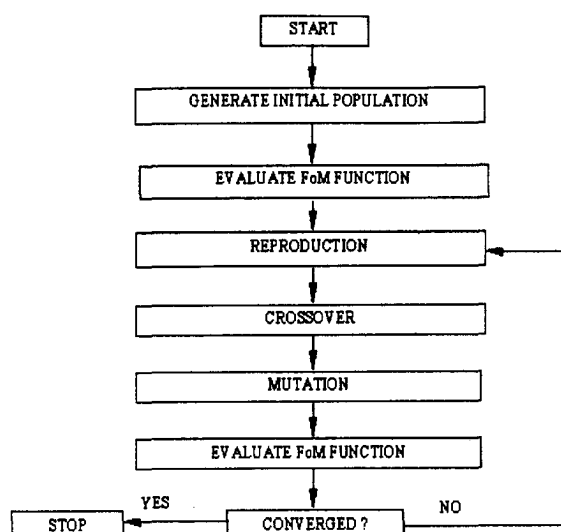 START
GENERATE INITIAL POPULATION
EVALUATE FoM FUNCTION
REPRODUCTION
CROSSOVER
MUTATION
EVALUATE FoM FUNCTION
YES
NO
STOP
CONVERGED ?